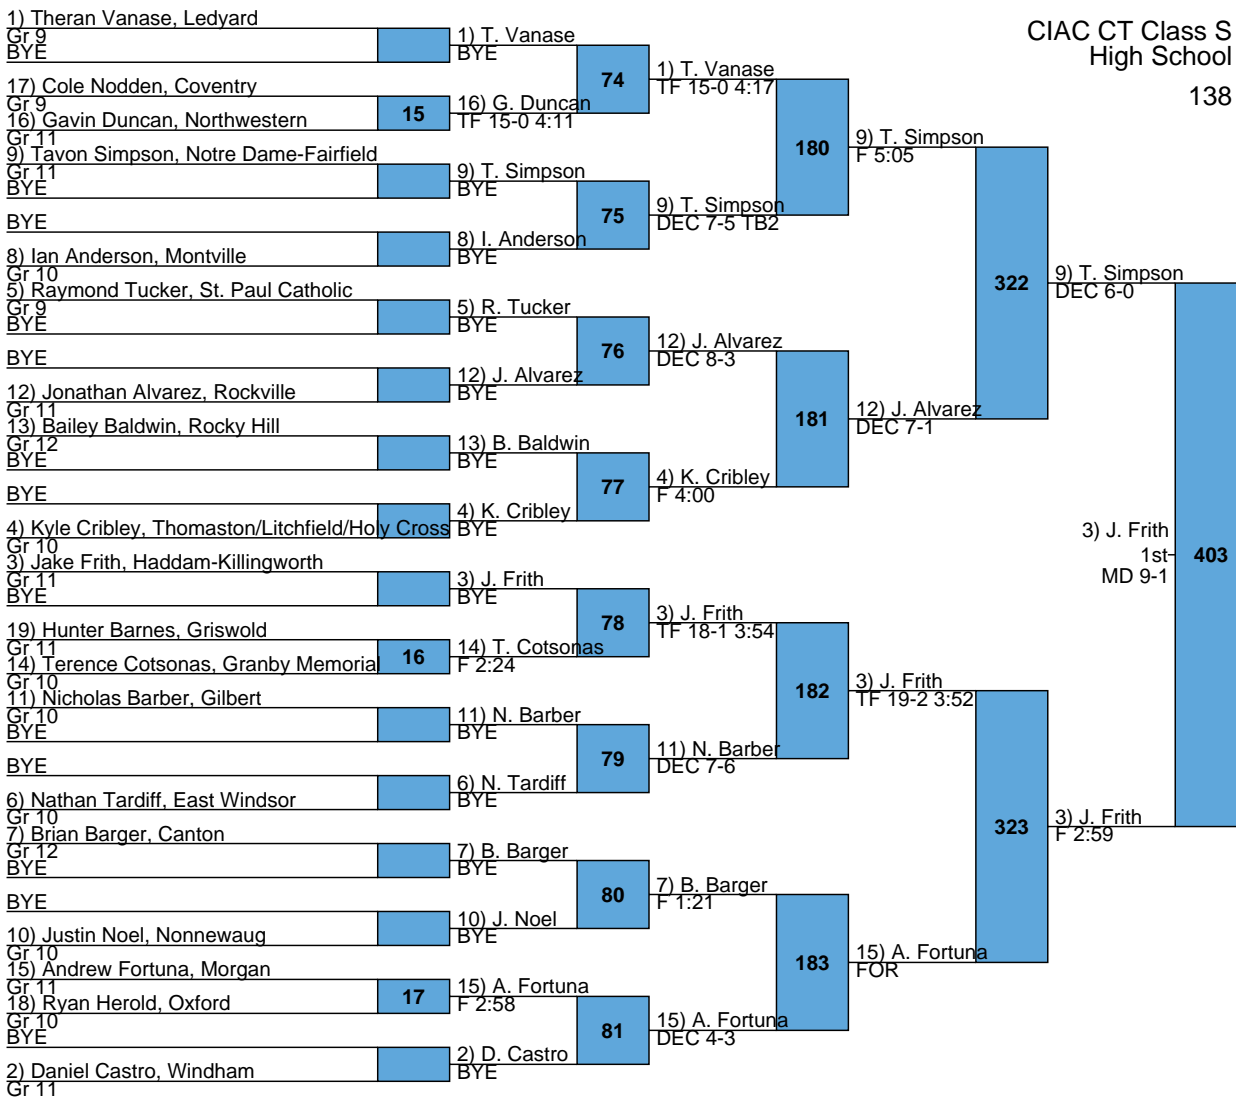 CIAC CT Class S
High School
138
1) Theran Vanase, Ledyard
Gr 9
BYE
17) Cole Nodden, Coventry
Gr 9
16) Gavin Duncan, Northwestern
Gr 11
9) Tavon Simpson, Notre Dame-Fairfield
Gr 11
BYE
BYE
8) Ian Anderson, Montville
Gr 10
5) Raymond Tucker, St. Paul Catholic
Gr 9
BYE
BYE
12) Jonathan Alvarez, Rockville
Gr 11
13) Bailey Baldwin, Rocky Hill
Gr 12
BYE
BYE
4) Kyle Cribley, Thomaston/Litchfield/Holy Cross
Gr 10
3) Jake Frith, Haddam-Killingworth
Gr 11
BYE
19) Hunter Barnes, Griswold
Gr 11
14) Terence Cotsonas, Granby Memorial
Gr 10
11) Nicholas Barber, Gilbert
Gr 10
BYE
BYE
6) Nathan Tardiff, East Windsor
Gr 10
7) Brian Barger, Canton
Gr 12
BYE
BYE
10) Justin Noel, Nonnewaug
Gr 10
15) Andrew Fortuna, Morgan
Gr 11
18) Ryan Herold, Oxford
Gr 10
BYE
2) Daniel Castro, Windham
Gr 11
15
16
17
1) T. Vanase
BYE
16) G. Duncan
TF 15-0 4:11
9) T. Simpson
BYE
8) I. Anderson
BYE
5) R. Tucker
BYE
12) J. Alvarez
BYE
13) B. Baldwin
BYE
4) K. Cribley
BYE
3) J. Frith
BYE
14) T. Cotsonas
F 2:24
11) N. Barber
BYE
6) N. Tardiff
BYE
7) B. Barger
BYE
10) J. Noel
BYE
15) A. Fortuna
F 2:58
2) D. Castro
BYE
74
75
76
77
78
79
80
81
1) T. Vanase
TF 15-0 4:17
9) T. Simpson
DEC 7-5 TB2
12) J. Alvarez
DEC 8-3
4) K. Cribley
F 4:00
3) J. Frith
TF 18-1 3:54
11) N. Barber
DEC 7-6
7) B. Barger
F 1:21
15) A. Fortuna
DEC 4-3
180
181
182
183
9) T. Simpson
F 5:05
12) J. Alvarez
DEC 7-1
3) J. Frith
TF 19-2 3:52
15) A. Fortuna
FOR
322
323
9) T. Simpson
DEC 6-0
3) J. Frith
F 2:59
403
3) J. Frith
1st
MD 9-1